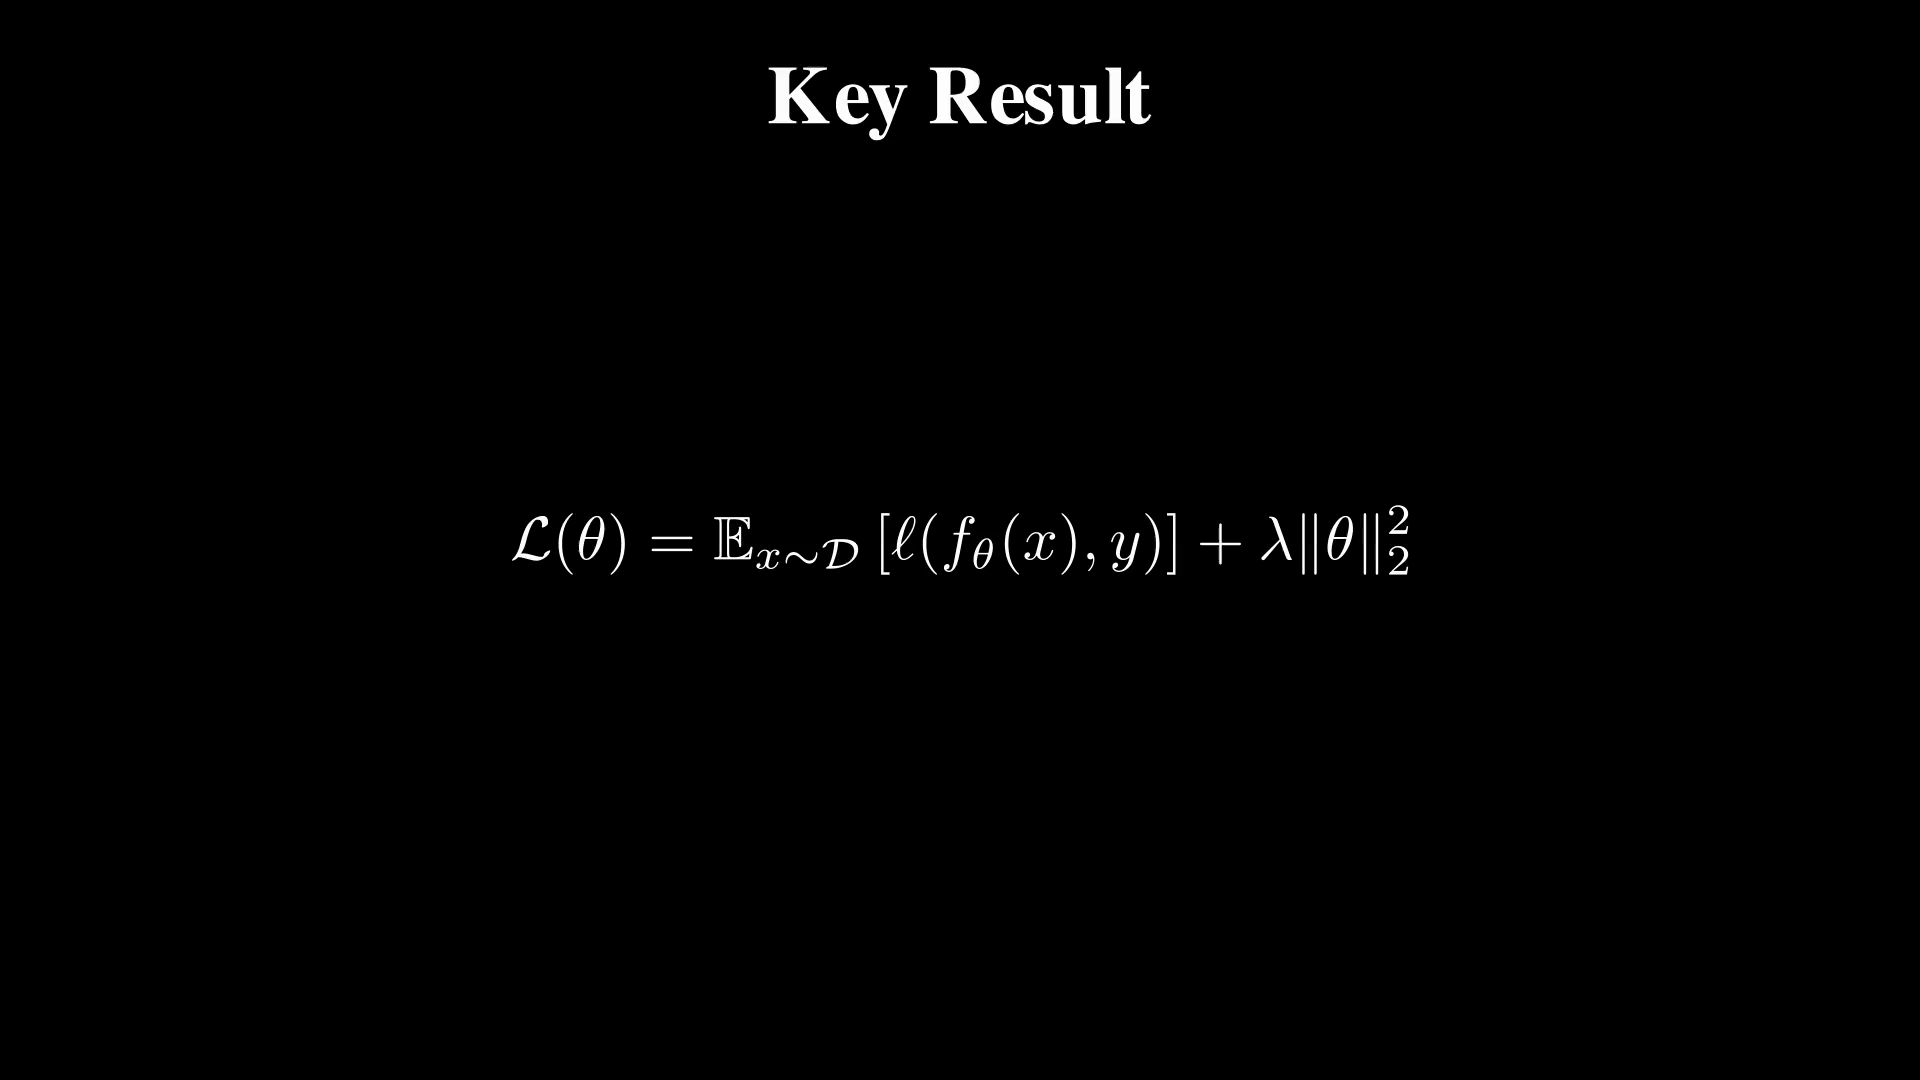 Key Result
ℒ(θ) = 𝔼_{x∼𝒟} [ℓ(f_θ(x), y)] + λ‖θ‖₂²